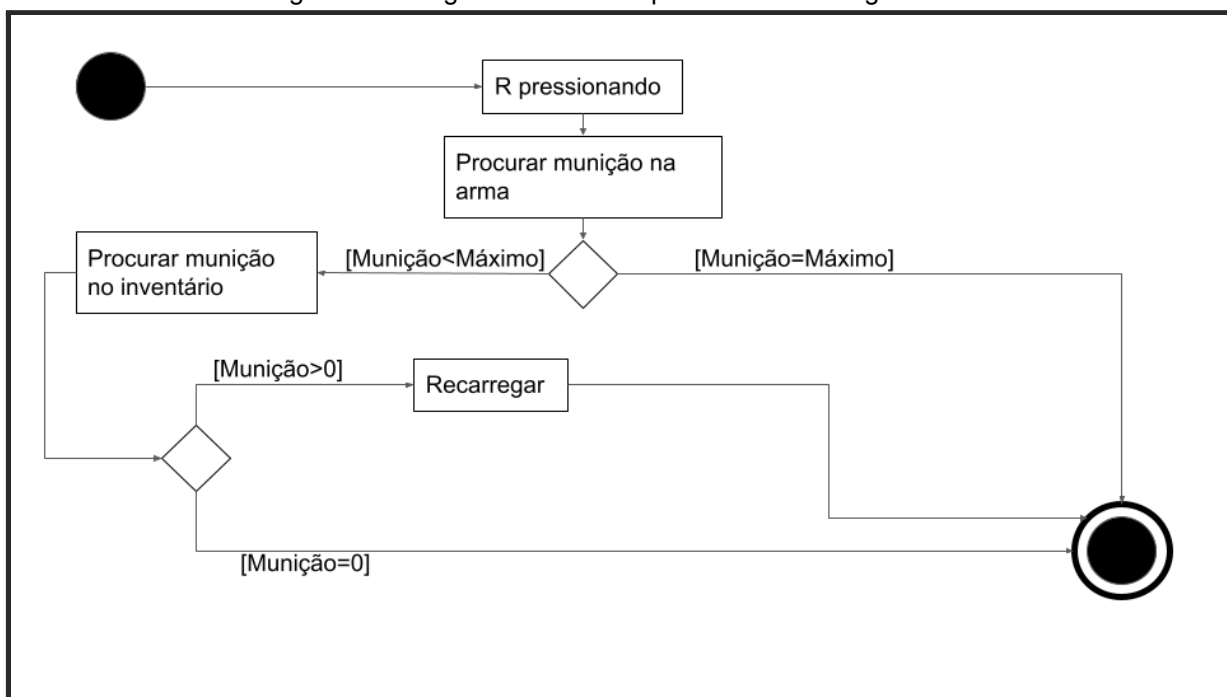 R pressionando
Procurar munição na
arma
Procurar munição
no inventário
[Munição<Máximo]
[Munição=Máximo]
[Munição>0]
Recarregar
[Munição=0]